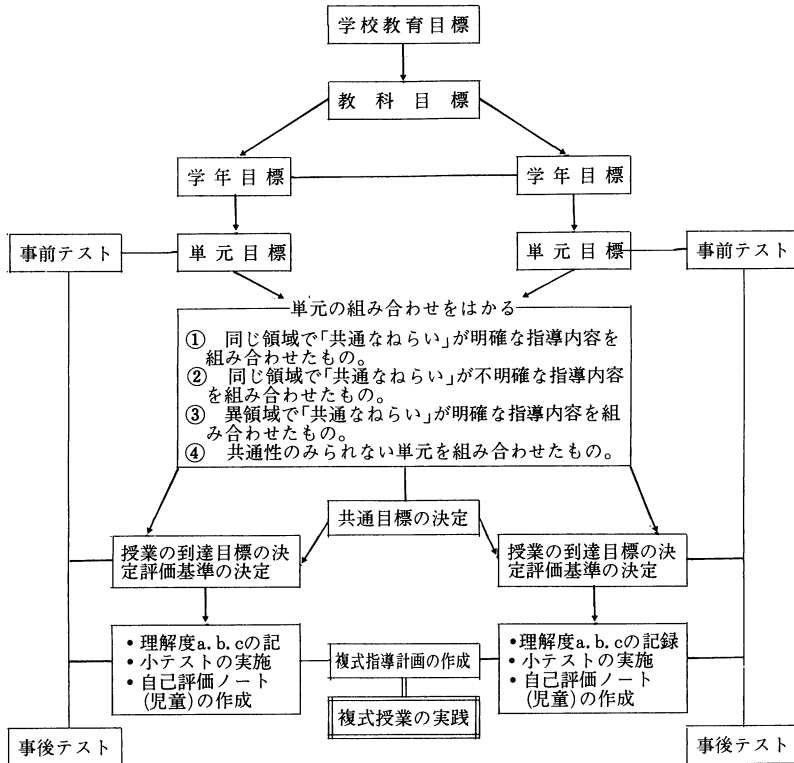 学校教育目標
教科目標
学年目標
学年目標
事前テスト
単元目標
単元目標
事前テスト
単元の組み合わせをはかる
① 同じ領域で「共通なねらい」が明確な指導内容を
組み合わせたもの。
② 同じ領域で「共通なねらい」が不明確な指導内容
を組み合わせたもの。
③ 異領域で「共通なねらい」が明確な指導内容を組
み合わせたもの。
④ 共通性のみられない単元を組み合わせたもの。
共通目標の決定
授業の到達目標の決
定評価基準の決定
授業の到達目標の決
定評価基準の決定
・理解度a.b.cの記
・小テストの実施
・自己評価ノート
(児童)の作成
複式指導計画の作成
・理解度a.b.cの記録
・小テストの実施
・自己評価ノート
(児童)の作成
複式授業の実践
事後テスト
事後テスト